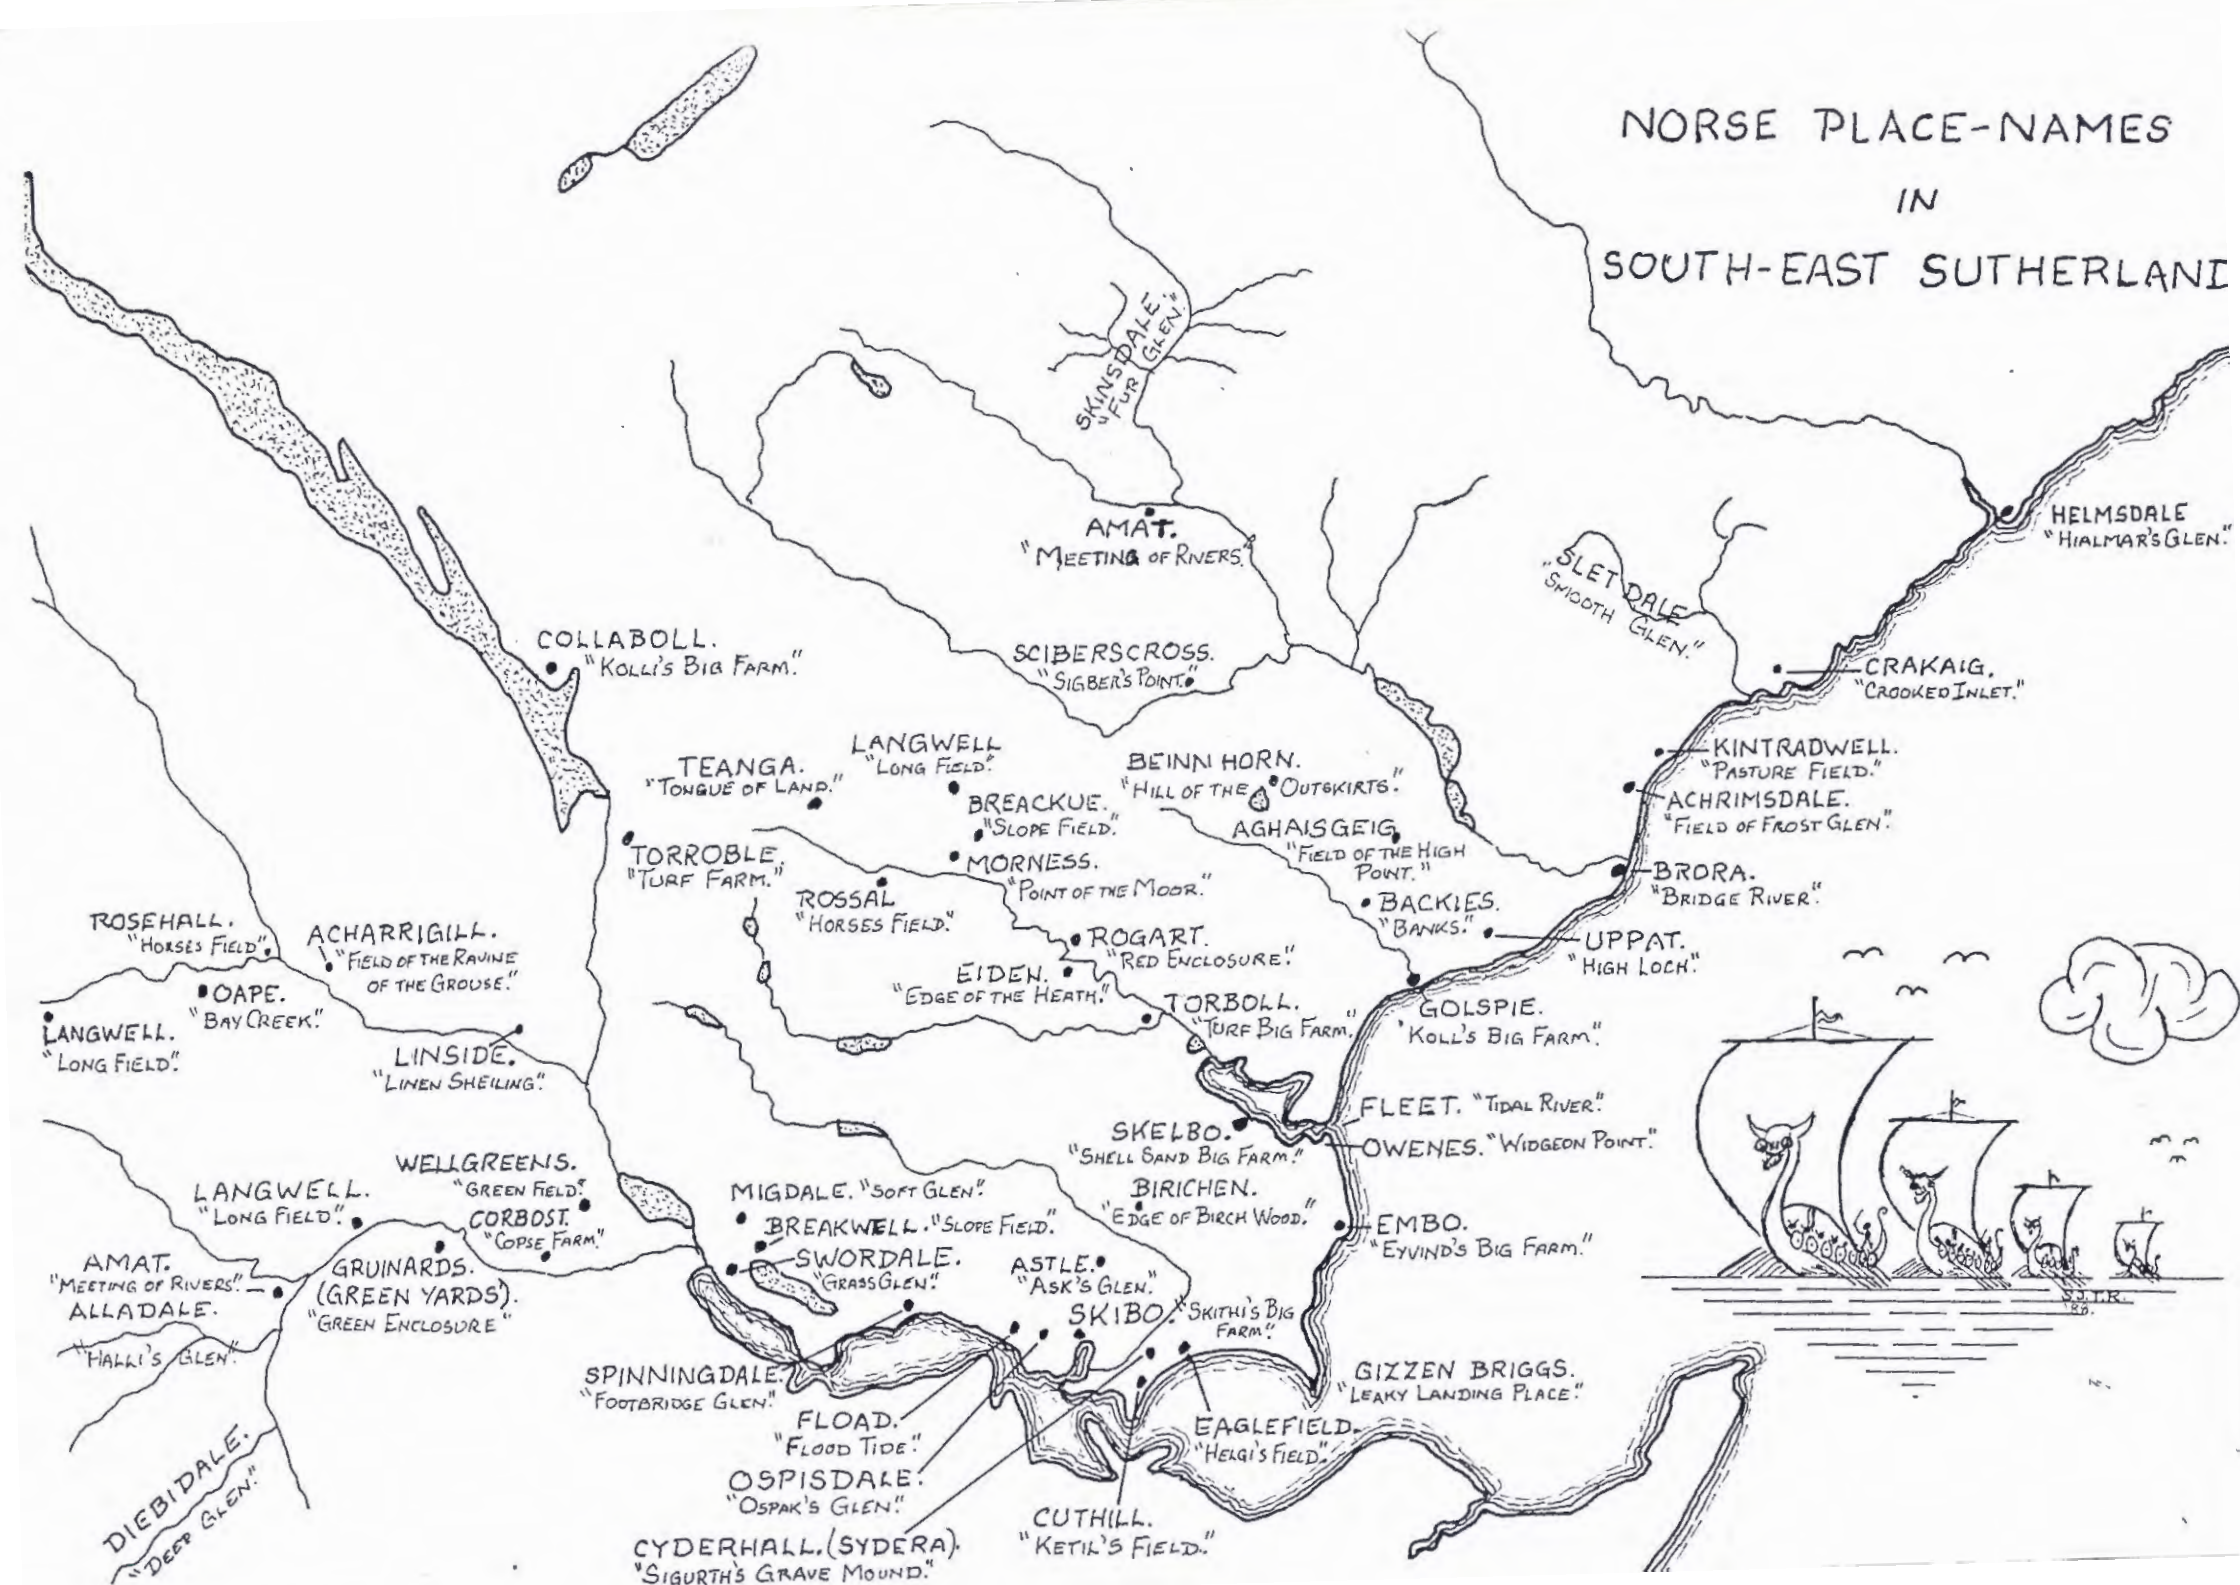 NORSE PLACE-NAMES
IN
SOUTH-EAST SUTHERLAND
SKINSDALE.
"FUR GLEN."
HELMSDALE
"HIALMAR'S GLEN."
AMAT.
"MEETING OF RIVERS."
SLETDALE
"SMOOTH GLEN."
COLLABOLL.
"KOLLI'S BIG FARM."
SCIBERSCROSS.
"SIGBER'S POINT."
CRAKAIG.
"CROOKED INLET."
KINTRADWELL.
"PASTURE FIELD."
ACHRIMSDALE.
"FIELD OF FROST GLEN."
TEANGA.
"TONGUE OF LAND."
LANGWELL
"LONG FIELD."
BREACKUE.
"SLOPE FIELD."
MORNESS.
"POINT OF THE MOOR."
BEINN HORN.
"HILL OF THE OUTSKIRTS."
AGHAISGEIG.
"FIELD OF THE HIGH
POINT."
TORROBLE.
"TURF FARM."
ROSSAL
"HORSES FIELD."
BRORA.
"BRIDGE RIVER."
BACKIES.
"BANKS."
UPPAT.
"HIGH LOCH."
ROSEHALL.
"HORSES FIELD".
ACHARRIGILL.
"FIELD OF THE RAVINE
OF THE GROUSE."
ROGART.
"RED ENCLOSURE."
EIDEN.
"EDGE OF THE HEATH."
OAPE.
"BAY CREEK."
LANGWELL.
"LONG FIELD."
LINSIDE.
"LINEN SHEILING."
TORBOLL.
"TURF BIG FARM."
GOLSPIE.
"KOLL'S BIG FARM."
FLEET. "TIDAL RIVER."
OWENES. "WIDGEON POINT."
SKELBO.
"SHELL SAND BIG FARM."
BIRICHEN.
"EDGE OF BIRCH WOOD."
EMBO.
"EYVIND'S BIG FARM."
WELLGREENS.
"GREEN FIELD."
LANGWELL.
"LONG FIELD."
CORBOST.
"COPSE FARM."
MIGDALE. "SOFT GLEN."
BREAKWELL. "SLOPE FIELD."
SWORDALE.
"GRASS GLEN."
ASTLE.
"ASK'S GLEN."
SKIBO. "SKITHI'S BIG
FARM."
AMAT.
"MEETING OF RIVERS".
GRUINARDS.
(GREEN YARDS).
"GREEN ENCLOSURE"
ALLADALE.
"HALLI'S GLEN."
S.J.T.R.
'88.
SPINNINGDALE.
"FOOTBRIDGE GLEN."
GIZZEN BRIGGS.
"LEAKY LANDING PLACE."
FLOAD.
"FLOOD TIDE."
EAGLEFIELD.
"HELGI'S FIELD."
OSPISDALE.
"OSPAK'S GLEN."
DIEBIDALE.
"DEEP GLEN."
CUTHILL.
"KETIL'S FIELD."
CYDERHALL. (SYDERA).
"SIGURTH'S GRAVE MOUND."